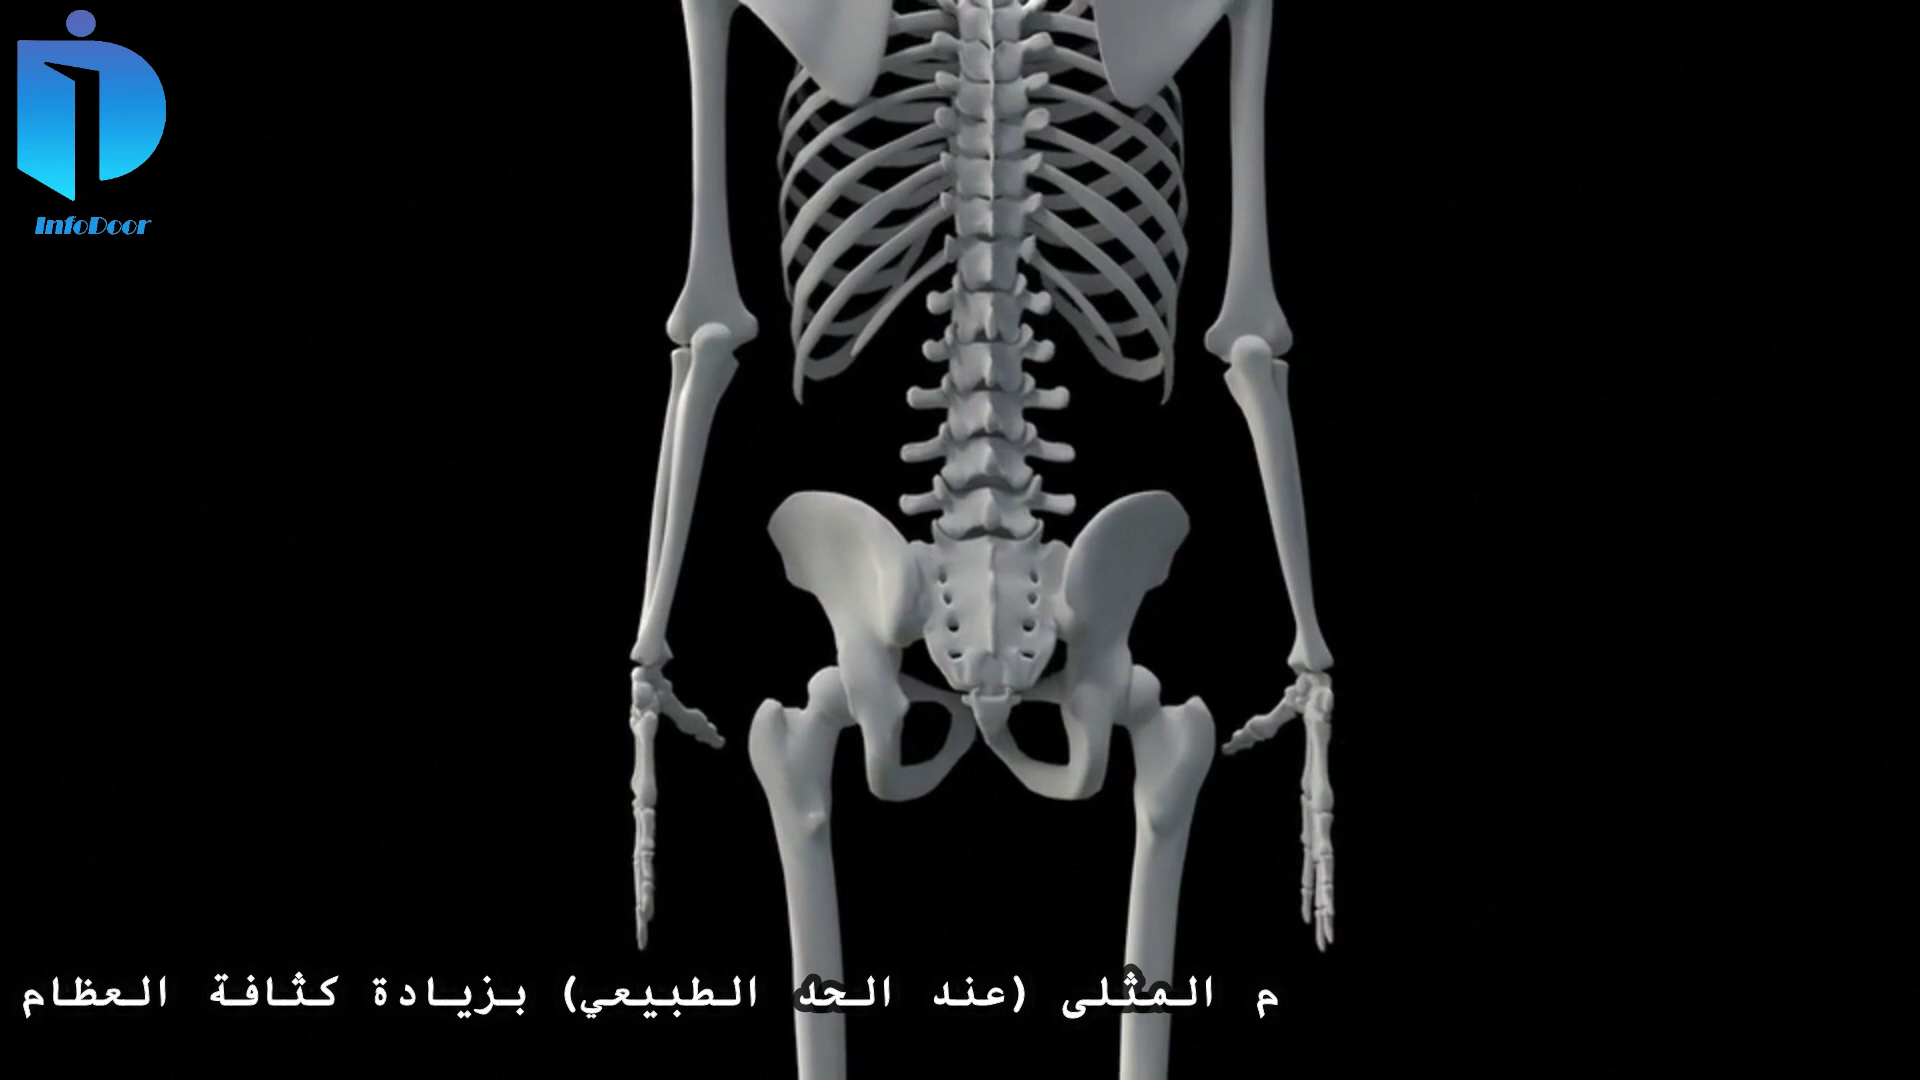 InfoDoor
م المثلى (عند الحد الطبيعي) بزيادة كثافة العظام